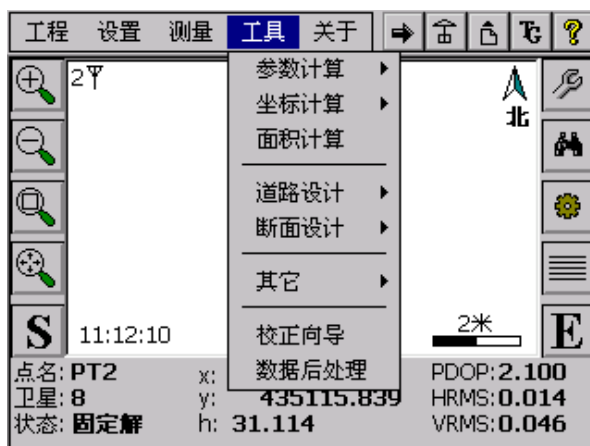 工程 设置 测量 工具 关于 TG ?
2
参数计算
坐标计算
面积计算
道路设计
断面设计
其它
校正向导
数据后处理
北
2米
S 11:12:10 E
点名: PT2 x: PDOP: 2.100
卫星: 8 y: 435115.839 HRMS: 0.014
状态: 固定解 h: 31.114 VRMS: 0.046